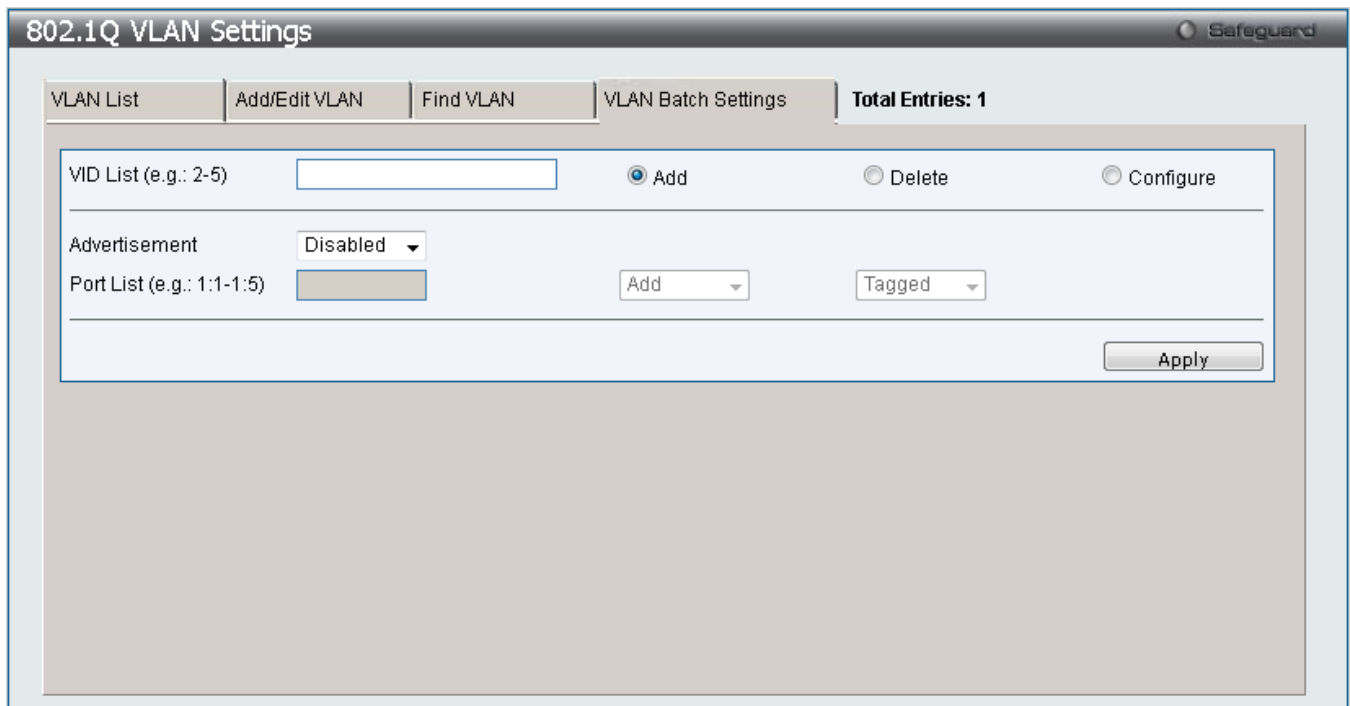 802.1Q VLAN Settings
Safeguard
VLAN List
Add/Edit VLAN
Find VLAN
VLAN Batch Settings
Total Entries: 1
VID List (e.g.: 2-5)
Add
Delete
Configure
Advertisement
Disabled
Port List (e.g.: 1:1-1:5)
Add
Tagged
Apply